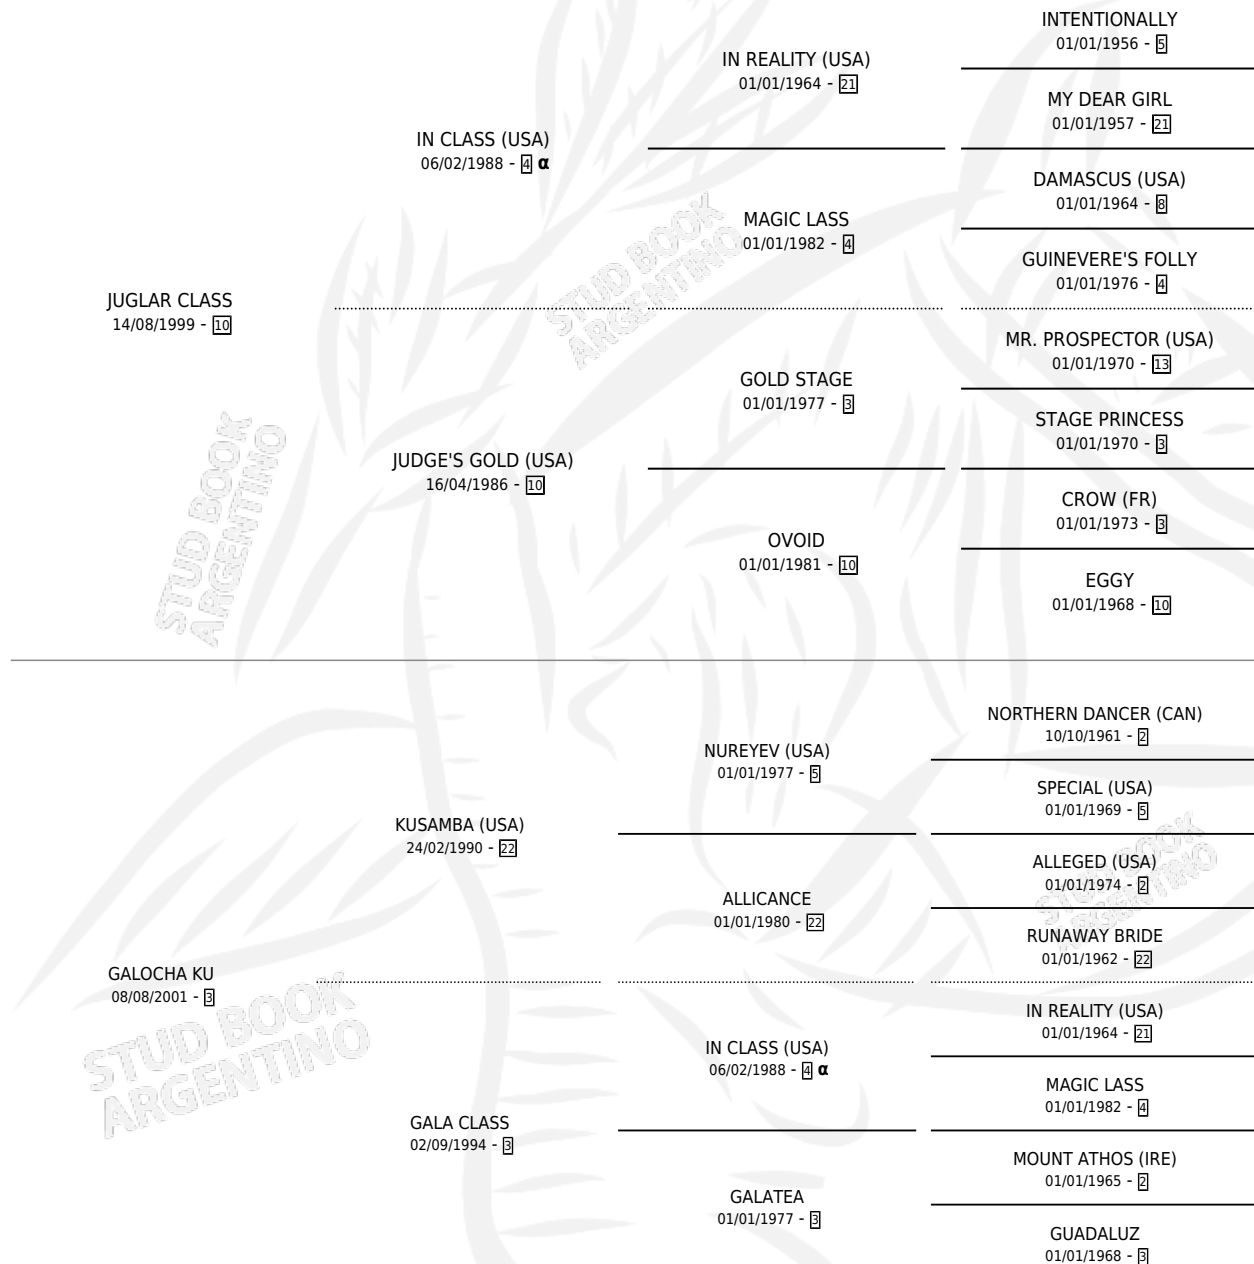 INTENTIONALLY
01/01/1956 - 5
IN REALITY (USA)
01/01/1964 - 21
MY DEAR GIRL
01/01/1957 - 21
IN CLASS (USA)
06/02/1988 - 4 α
DAMASCUS (USA)
01/01/1964 - 8
MAGIC LASS
01/01/1982 - 4
GUINEVERE'S FOLLY
01/01/1976 - 4
JUGLAR CLASS
14/08/1999 - 10
MR. PROSPECTOR (USA)
01/01/1970 - 13
GOLD STAGE
01/01/1977 - 3
STAGE PRINCESS
01/01/1970 - 3
JUDGE'S GOLD (USA)
16/04/1986 - 10
CROW (FR)
01/01/1973 - 3
OVOID
01/01/1981 - 10
EGGY
01/01/1968 - 10
NORTHERN DANCER (CAN)
10/10/1961 - 2
NUREYEV (USA)
01/01/1977 - 5
SPECIAL (USA)
01/01/1969 - 5
KUSAMBA (USA)
24/02/1990 - 22
ALLEGED (USA)
01/01/1974 - 2
ALLICANCE
01/01/1980 - 22
RUNAWAY BRIDE
01/01/1962 - 22
GALOCHA KU
08/08/2001 - 3
IN REALITY (USA)
01/01/1964 - 21
IN CLASS (USA)
06/02/1988 - 4 α
MAGIC LASS
01/01/1982 - 4
GALA CLASS
02/09/1994 - 3
MOUNT ATHOS (IRE)
01/01/1965 - 2
GALATEA
01/01/1977 - 3
GUADALUZ
01/01/1968 - 3
STUD BOOK
ARGENTINO
STUD BOOK
ARGENTINO
STUD BOOK
ARGENTINO
STUD BOOK
ARGENTINO